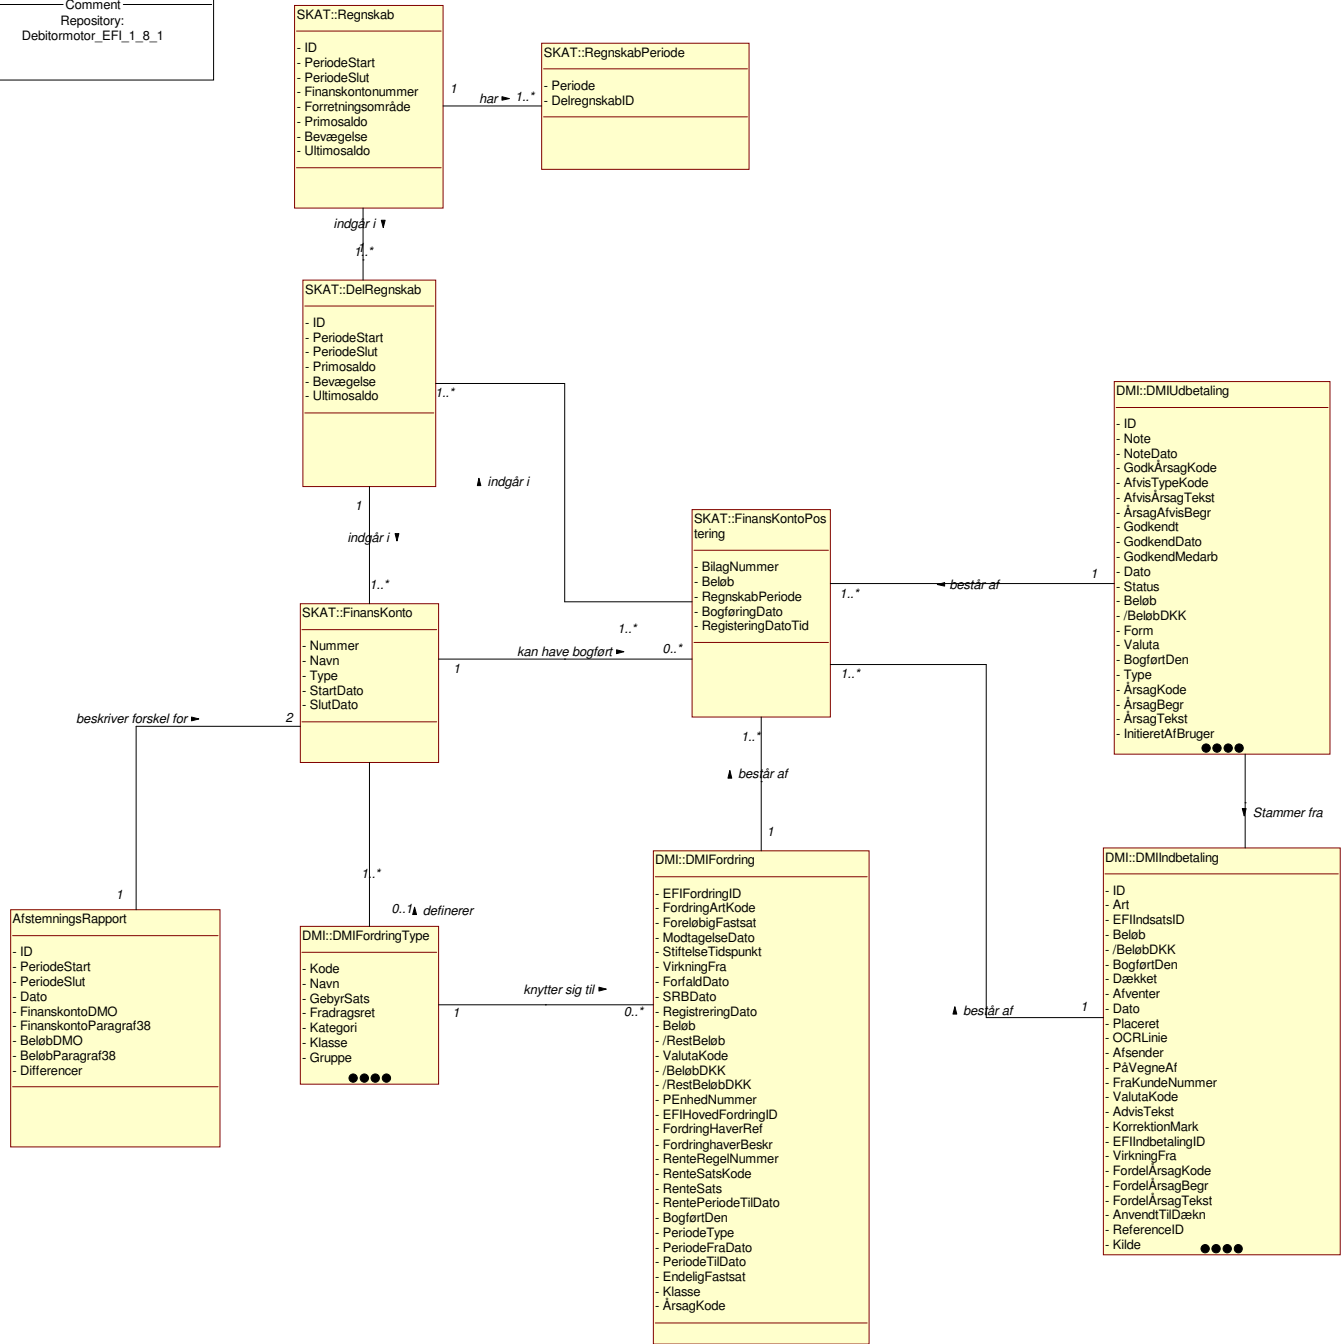 Comment
Repository:
Debitormotor_EFI_1_8_1
SKAT::Regnskab
- ID
- PeriodeStart
- PeriodeSlut
- Finanskontonummer
- Forretningsområde
- Primosaldo
- Bevægelse
- Ultimosaldo
SKAT::RegnskabPeriode
- Periode
- DelregnskabID
1
har ►
1..*
indgår i ▼
1
1..*
SKAT::DelRegnskab
- ID
- PeriodeStart
- PeriodeSlut
- Primosaldo
- Bevægelse
- Ultimosaldo
1..*
▲ indgår i
1..*
1
indgår i ▼
1..*
SKAT::FinansKonto
- Nummer
- Navn
- Type
- StartDato
- SlutDato
1
kan have bogført ►
0..*
SKAT::FinansKontoPos
tering
- BilagNummer
- Beløb
- RegnskabPeriode
- BogføringDato
- RegisteringDatoTid
1..*
◄ består af
1
DMI::DMIUdbetaling
- ID
- Note
- NoteDato
- GodkÅrsagKode
- AfvisTypeKode
- AfvisÅrsagTekst
- ÅrsagAfvisBegr
- Godkendt
- GodkendDato
- GodkendMedarb
- Dato
- Status
- Beløb
- /BeløbDKK
- Form
- Valuta
- BogførtDen
- Type
- ÅrsagKode
- ÅrsagBegr
- ÅrsagTekst
- InitieretAfBruger
▼ Stammer fra
beskriver forskel for ►
2
1
AfstemningsRapport
- ID
- PeriodeStart
- PeriodeSlut
- Dato
- FinanskontoDMO
- FinanskontoParagraf38
- BeløbDMO
- BeløbParagraf38
- Differencer
1..*
0..1
▲ definerer
DMI::DMIFordringType
- Kode
- Navn
- GebyrSats
- Fradragsret
- Kategori
- Klasse
- Gruppe
knytter sig til ►
1
0..*
1..*
▲ består af
1
DMI::DMIFordring
- EFIFordringID
- FordringArtKode
- ForeløbigFastsat
- ModtagelseDato
- StiftelseTidspunkt
- VirkningFra
- ForfaldDato
- SRBDato
- RegistreringDato
- Beløb
- /RestBeløb
- ValutaKode
- /BeløbDKK
- /RestBeløbDKK
- PEnhedNummer
- EFIHovedFordringID
- FordringHaverRef
- FordringhaverBeskr
- RenteRegelNummer
- RenteSatsKode
- RenteSats
- RentePeriodeTilDato
- BogførtDen
- PeriodeType
- PeriodeFraDato
- PeriodeTilDato
- EndeligFastsat
- Klasse
- ÅrsagKode
1..*
▲ består af
1
DMI::DMIIndbetaling
- ID
- Art
- EFIIndsatsID
- Beløb
- /BeløbDKK
- BogførtDen
- Dækket
- Afventer
- Dato
- Placeret
- OCRLinie
- Afsender
- PåVegneAf
- FraKundeNummer
- ValutaKode
- AdvisTekst
- KorrektionMark
- EFIIndbetalingID
- VirkningFra
- FordelÅrsagKode
- FordelÅrsagBegr
- FordelÅrsagTekst
- AnvendtTilDækn
- ReferenceID
- Kilde